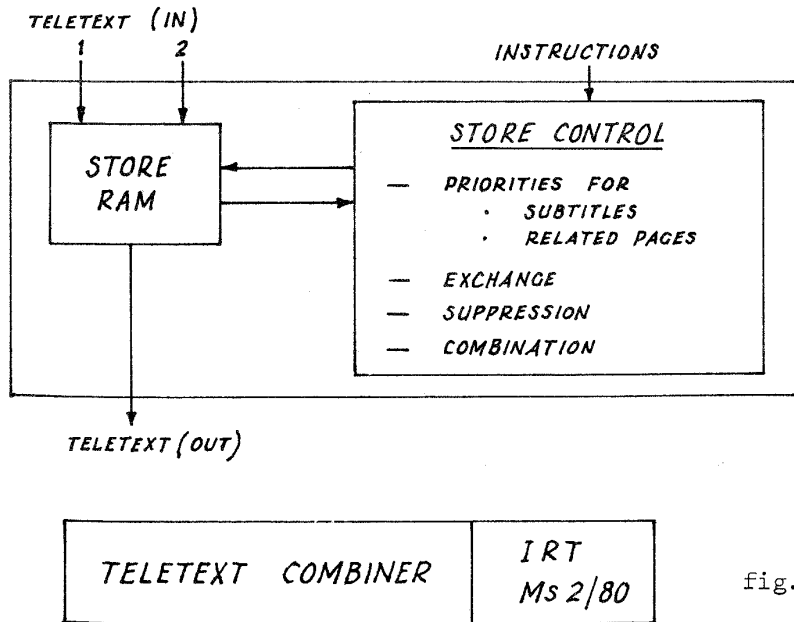 TELETEXT (IN)
1 2
INSTRUCTIONS
STORE
RAM
STORE CONTROL
— PRIORITIES FOR
· SUBTITLES
· RELATED PAGES
— EXCHANGE
— SUPPRESSION
— COMBINATION
TELETEXT (OUT)
TELETEXT COMBINER
IRT
Ms 2/80
fig.